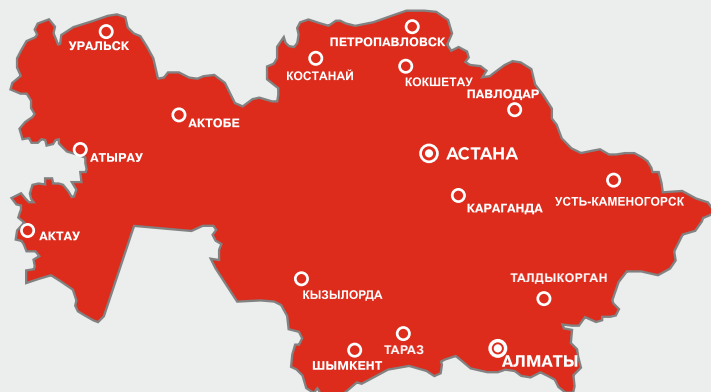 УРАЛЬСК
ПЕТРОПАВЛОВСК
КОСТАНАЙ
КОКШЕТАУ
ПАВЛОДАР
АКТОБЕ
АТЫРАУ
АСТАНА
УСТЬ-КАМЕНОГОРСК
КАРАГАНДА
АКТАУ
ТАЛДЫКОРГАН
КЫЗЫЛОРДА
ТАРАЗ
АЛМАТЫ
ШЫМКЕНТ